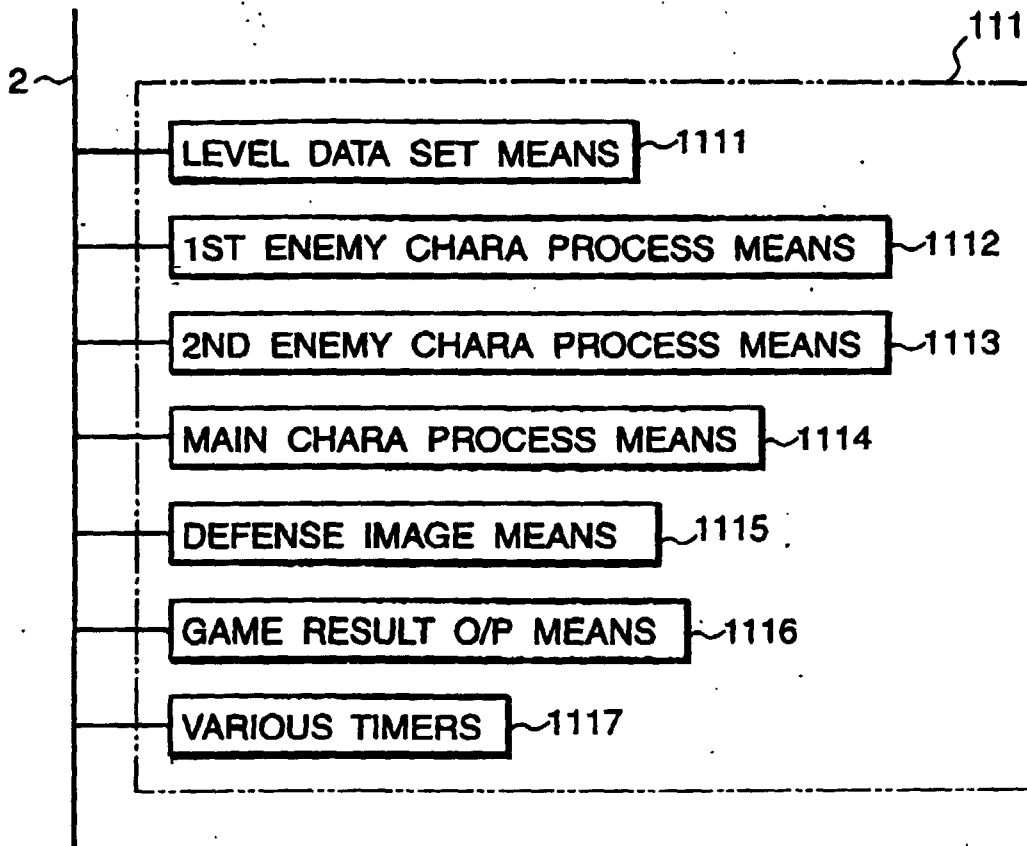 111
2
LEVEL DATA SET MEANS 1111
1ST ENEMY CHARA PROCESS MEANS 1112
2ND ENEMY CHARA PROCESS MEANS 1113
MAIN CHARA PROCESS MEANS 1114
DEFENSE IMAGE MEANS 1115
GAME RESULT O/P MEANS 1116
VARIOUS TIMERS 1117